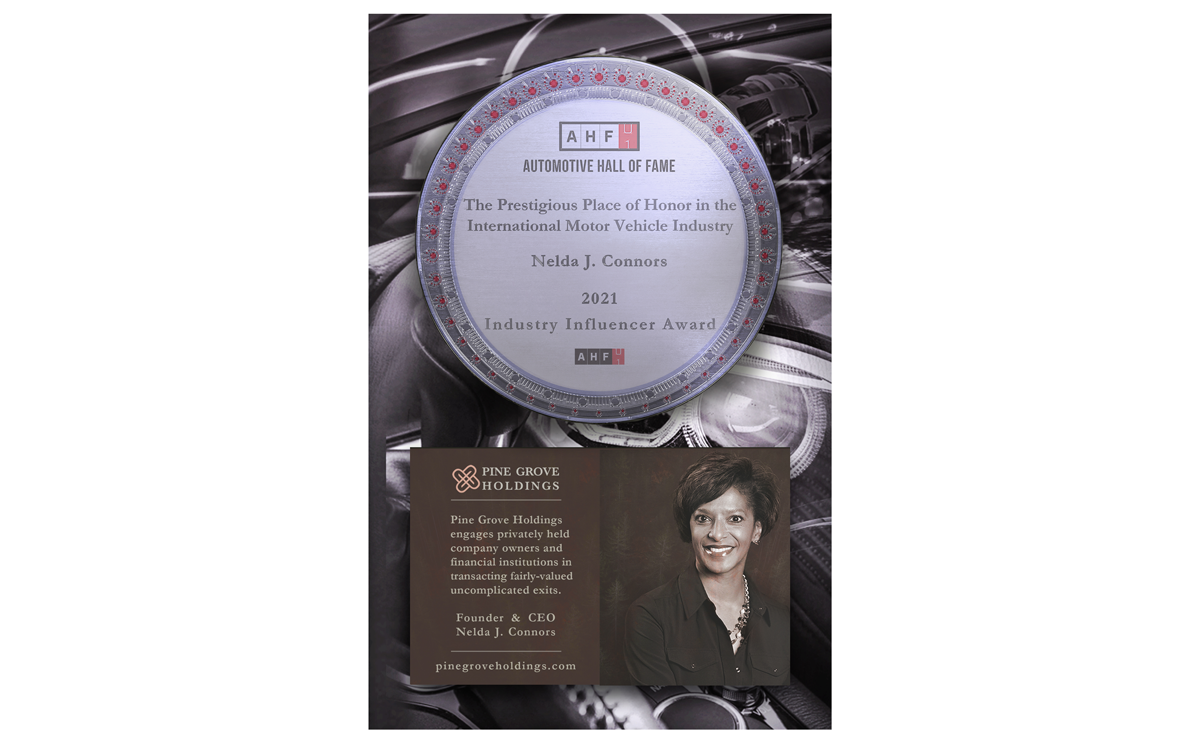 AHF U1
AUTOMOTIVE HALL OF FAME
The Prestigious Place of Honor in the
International Motor Vehicle Industry
Nelda J. Connors
2021
Industry Influencer Award
AHF U1
PINE GROVE
HOLDINGS
Pine Grove Holdings
engages privately held
company owners and
financial institutions in
transacting fairly-valued
uncomplicated exits.
Founder & CEO
Nelda J. Connors
pinegroveholdings.com